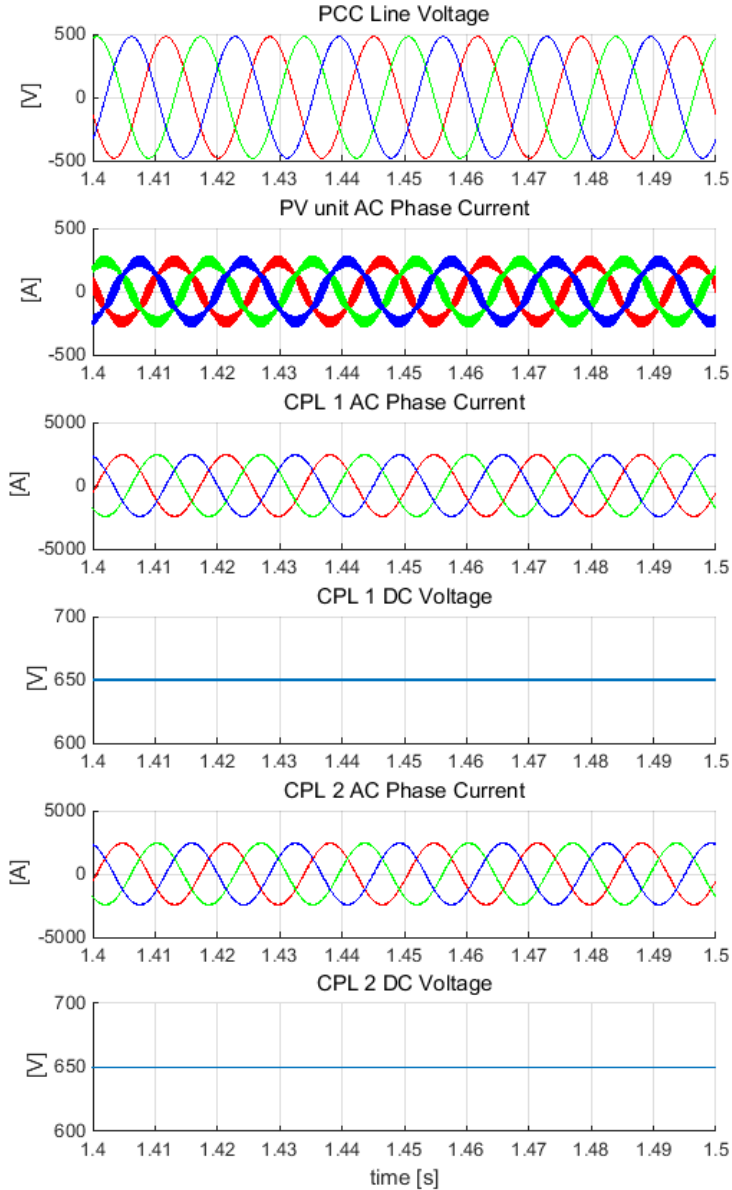 PCC Line Voltage
500
[V]
0
-500
1.4 1.41 1.42 1.43 1.44 1.45 1.46 1.47 1.48 1.49 1.5
PV unit AC Phase Current
500
[A]
0
-500
1.4 1.41 1.42 1.43 1.44 1.45 1.46 1.47 1.48 1.49 1.5
CPL 1 AC Phase Current
5000
[A]
0
-5000
1.4 1.41 1.42 1.43 1.44 1.45 1.46 1.47 1.48 1.49 1.5
CPL 1 DC Voltage
700
[V]
650
600
1.4 1.41 1.42 1.43 1.44 1.45 1.46 1.47 1.48 1.49 1.5
CPL 2 AC Phase Current
5000
[A]
0
-5000
1.4 1.41 1.42 1.43 1.44 1.45 1.46 1.47 1.48 1.49 1.5
CPL 2 DC Voltage
700
[V]
650
600
1.4 1.41 1.42 1.43 1.44 1.45 1.46 1.47 1.48 1.49 1.5
time [s]